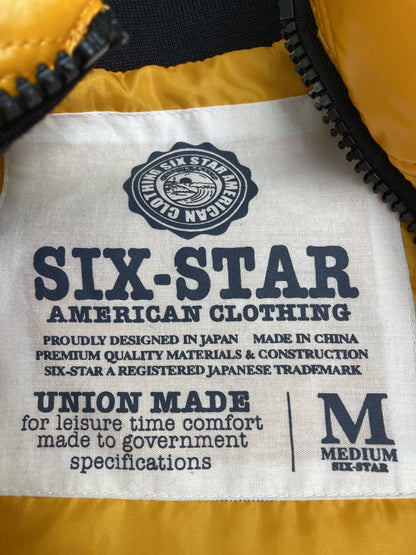 SIX STAR AMERICAN CLOTHING
SIX-STAR
AMERICAN CLOTHING
PROUDLY DESIGNED IN JAPAN MADE IN CHINA
PREMIUM QUALITY MATERIALS & CONSTRUCTION
SIX-STAR A REGISTERED JAPANESE TRADEMARK
UNION MADE
for leisure time comfort
made to government
specifications
M
MEDIUM
SIX-STAR